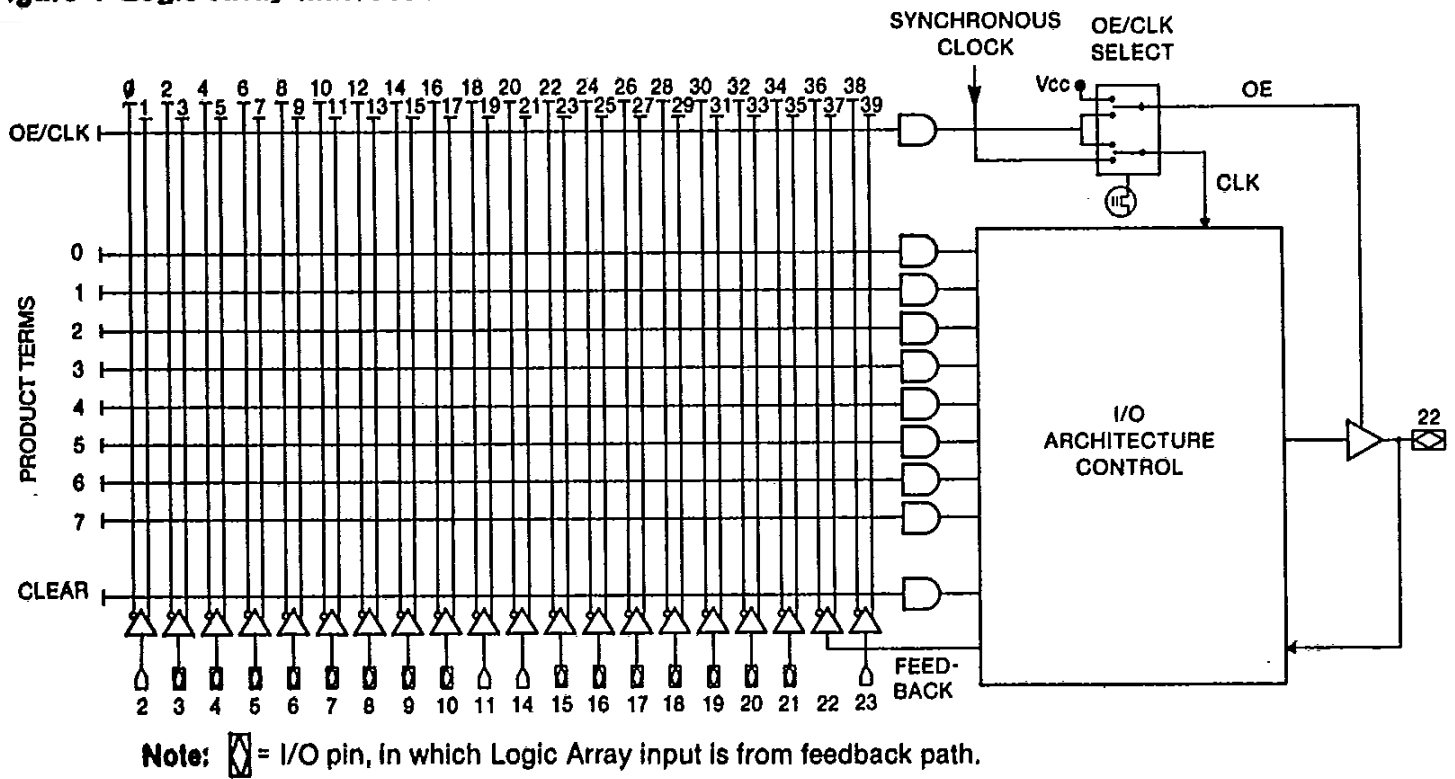 SYNCHRONOUS
CLOCK
OE/CLK
SELECT
Vcc
OE
CLK
0 2 4 6 8 10 12 14 16 18 20 22 24 26 28 30 32 34 36 38
1 3 5 7 9 11 13 15 17 19 21 23 25 27 29 31 33 35 37 39
OE/CLK
PRODUCT TERMS
0
1
2
3
4
5
6
7
CLEAR
I/O
ARCHITECTURE
CONTROL
22
FEED-
BACK
2 3 4 5 6 7 8 9 10 11 14 15 16 17 18 19 20 21 22 23
Note: = I/O pin, in which Logic Array input is from feedback path.